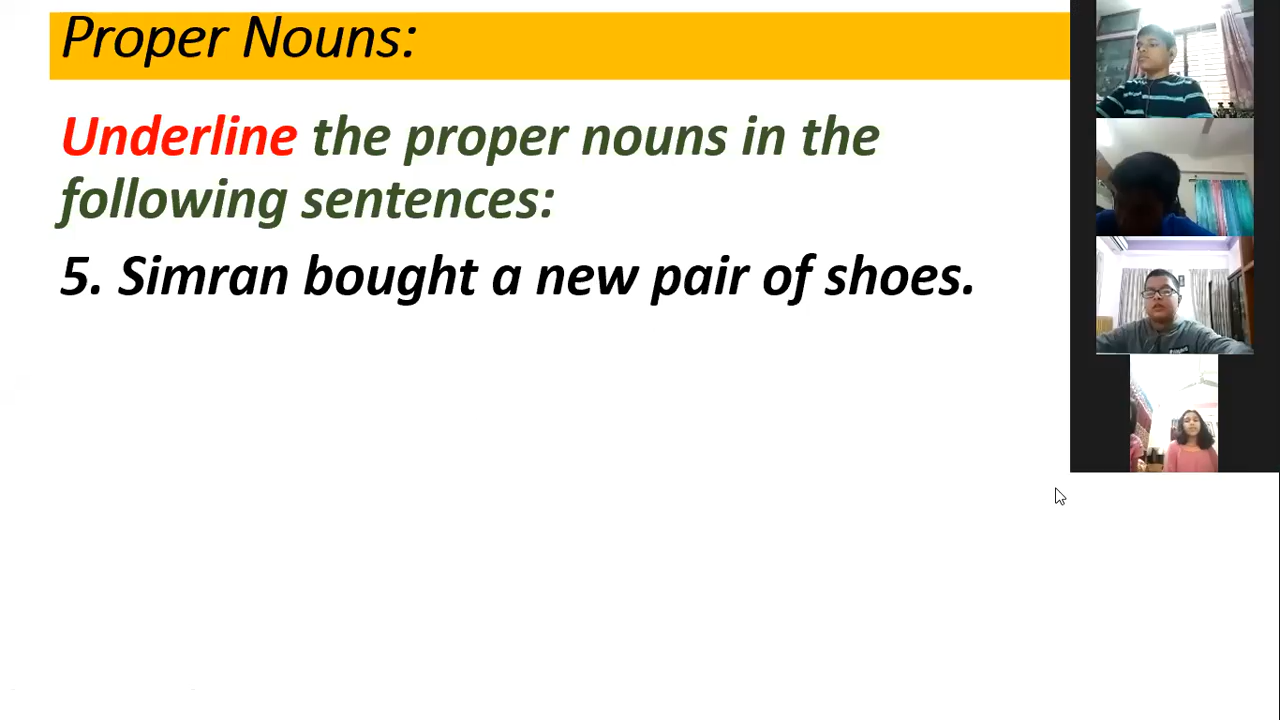 Proper Nouns:
Underline the proper nouns in the
following sentences:
5. Simran bought a new pair of shoes.